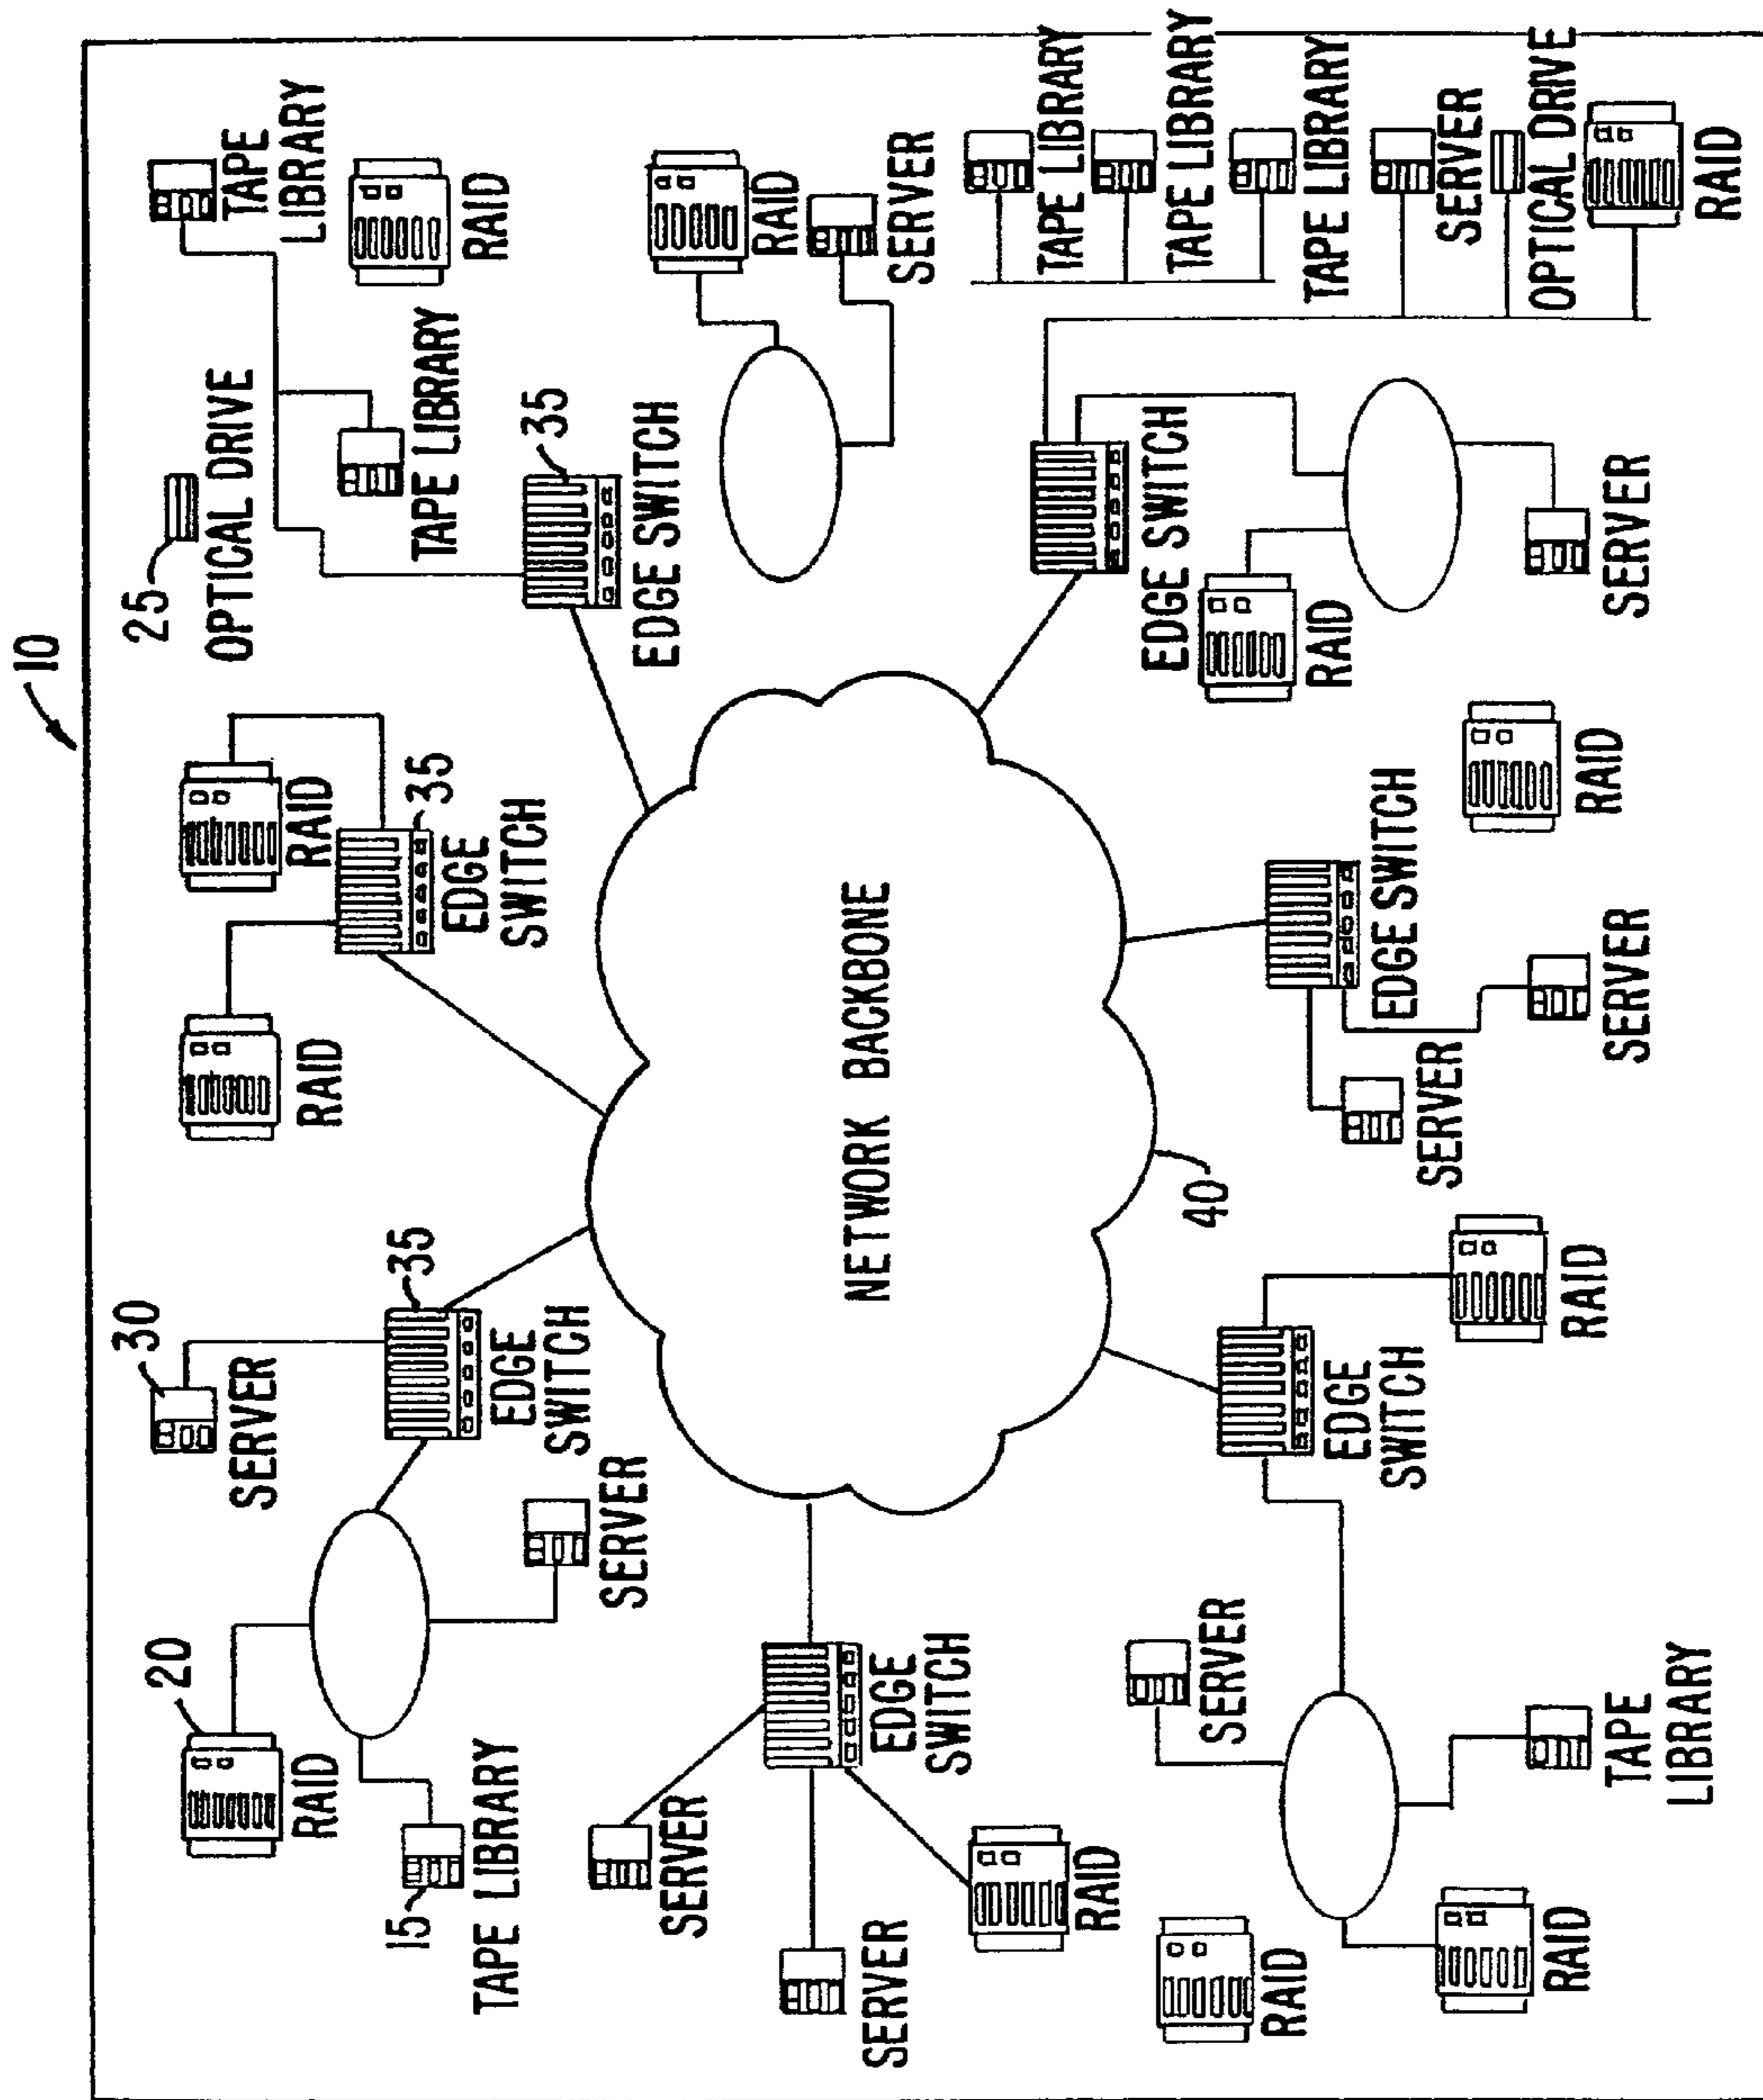 10
20
RAID
15
TAPE LIBRARY
30
SERVER
SERVER
35
EDGE
SWITCH
RAID
RAID
35
EDGE
SWITCH
25
OPTICAL DRIVE
TAPE
LIBRARY
TAPE LIBRARY
RAID
35
EDGE SWITCH
SERVER
SERVER
RAID
EDGE
SWITCH
NETWORK BACKBONE
40
RAID
SERVER
TAPE LIBRARY
TAPE LIBRARY
TAPE LIBRARY
SERVER
OPTICAL DRIVE
RAID
EDGE SWITCH
RAID
SERVER
RAID
SERVER
RAID
TAPE
LIBRARY
EDGE
SWITCH
RAID
EDGE SWITCH
SERVER
SERVER
RAID